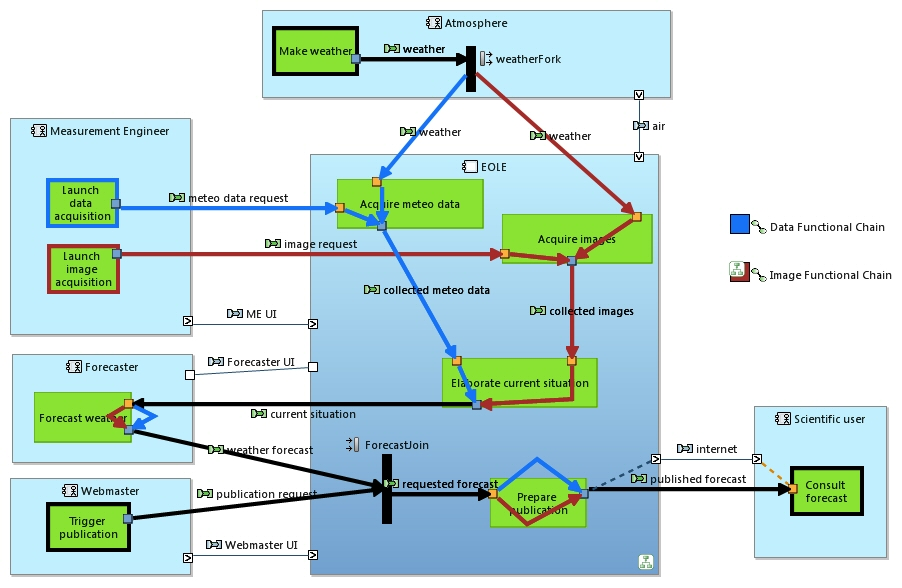 Atmosphere
Make weather
weather
weatherFork
weather
weather
air
Measurement Engineer
Launch
data
acquisition
meteo data request
Launch
image
acquisition
image request
ME UI
EOLE
Acquire meteo data
Acquire images
collected meteo data
collected images
Elaborate current situation
Data Functional Chain
Image Functional Chain
Forecaster
Forecaster UI
Forecast weather
current situation
weather forecast
ForecastJoin
Webmaster
Trigger
publication
publication request
Webmaster UI
requested forecast
Prepare
publication
internet
published forecast
Scientific user
Consult
forecast